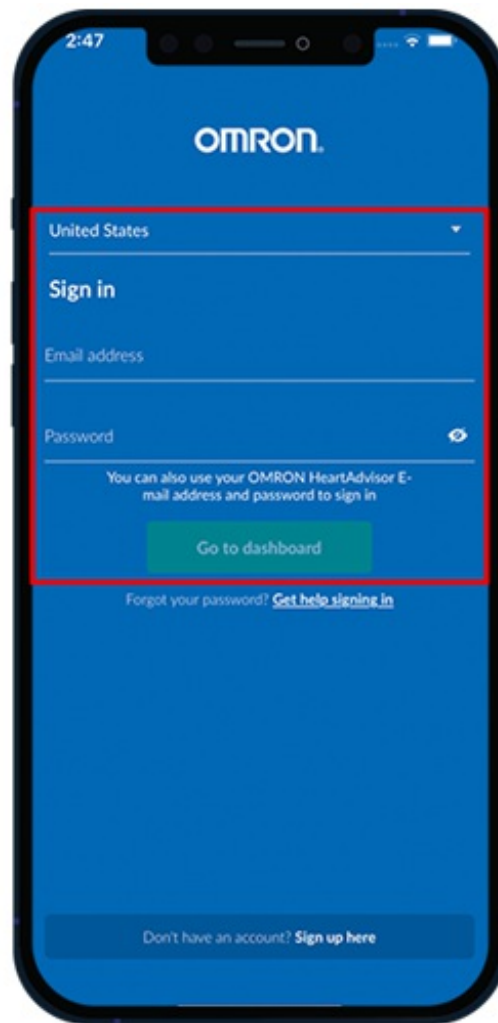 2:47
OMRON
United States
Sign in
Email address
Password
You can also use your OMRON HeartAdvisor E-
mail address and password to sign in
Go to dashboard
Forgot your password? Get help signing in
Don't have an account? Sign up here